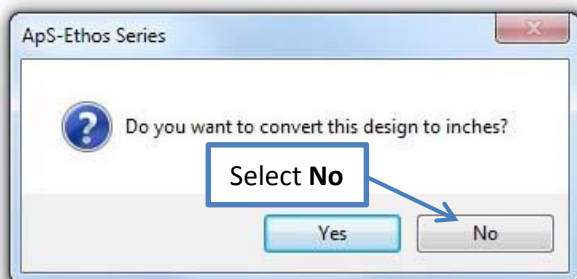 ApS-Ethos Series
Do you want to convert this design to inches?
Select No
Yes
No